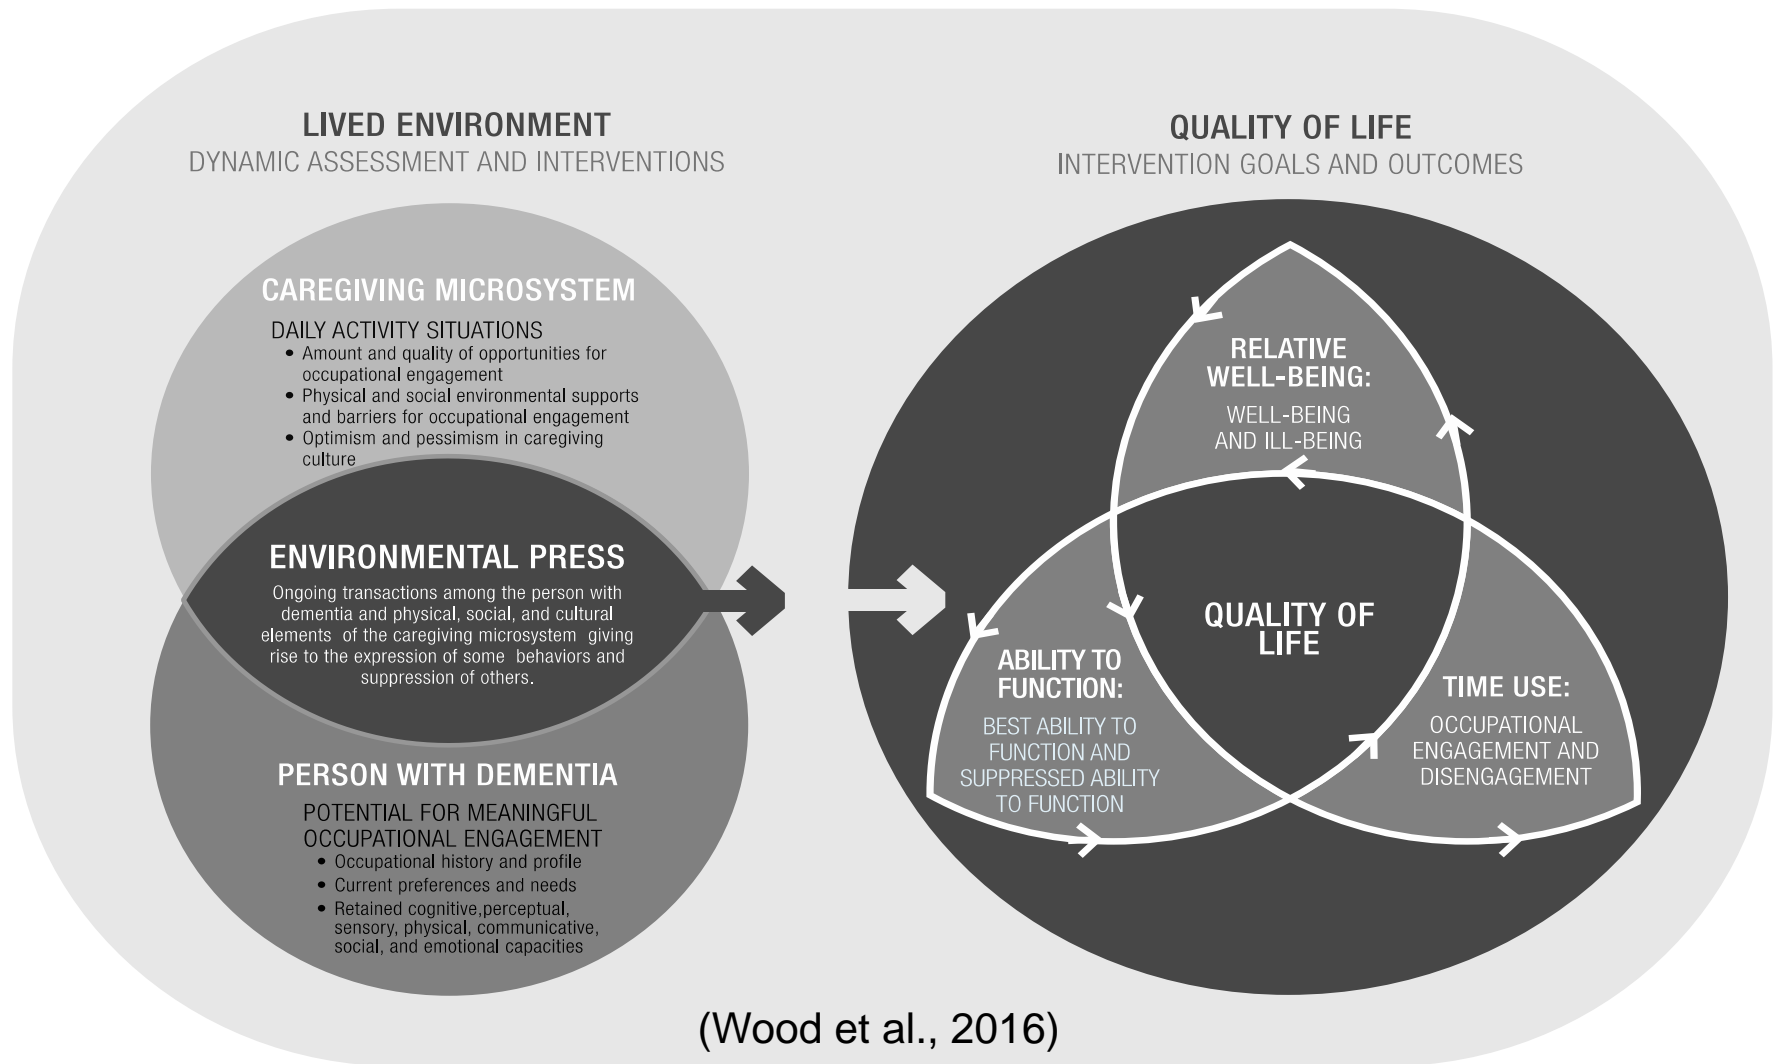 LIVED ENVIRONMENT
DYNAMIC ASSESSMENT AND INTERVENTIONS
CAREGIVING MICROSYSTEM
DAILY ACTIVITY SITUATIONS
• Amount and quality of opportunities for
occupational engagement
• Physical and social environmental supports
and barriers for occupational engagement
• Optimism and pessimism in caregiving
culture
ENVIRONMENTAL PRESS
Ongoing transactions among the person with
dementia and physical, social, and cultural
elements of the caregiving microsystem giving
rise to the expression of some behaviors and
suppression of others.
PERSON WITH DEMENTIA
POTENTIAL FOR MEANINGFUL
OCCUPATIONAL ENGAGEMENT
• Occupational history and profile
• Current preferences and needs
• Retained cognitive,perceptual,
sensory, physical, communicative,
social, and emotional capacities
QUALITY OF LIFE
INTERVENTION GOALS AND OUTCOMES
RELATIVE
WELL-BEING:
WELL-BEING
AND ILL-BEING
QUALITY OF
LIFE
ABILITY TO
FUNCTION:
BEST ABILITY TO
FUNCTION AND
SUPPRESSED ABILITY
TO FUNCTION
TIME USE:
OCCUPATIONAL
ENGAGEMENT AND
DISENGAGEMENT
(Wood et al., 2016)